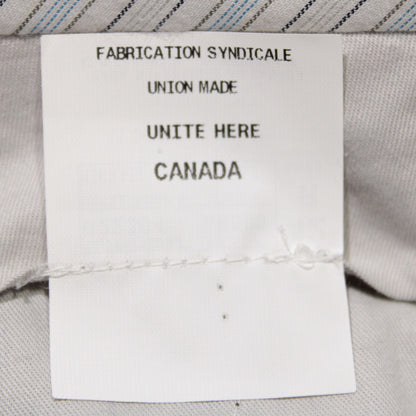 FABRICATION SYNDICALE
UNION MADE
UNITE HERE
CANADA